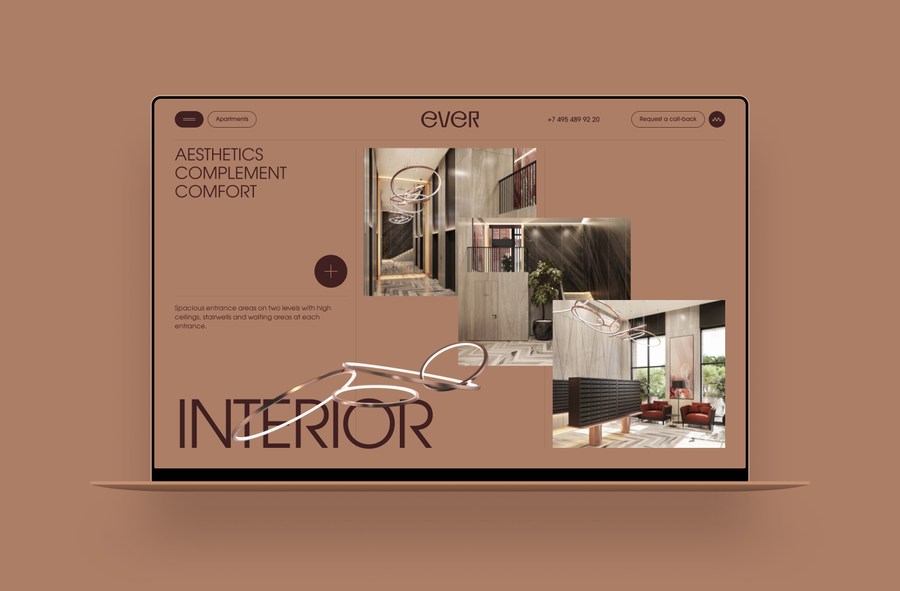 Apartments
ever
+7 495 489 92 20
Request a call-back
AESTHETICS
COMPLEMENT
COMFORT
Spacious entrance areas on two levels with high
ceilings, stairwells and waiting areas at each
entrance.
INTERIOR